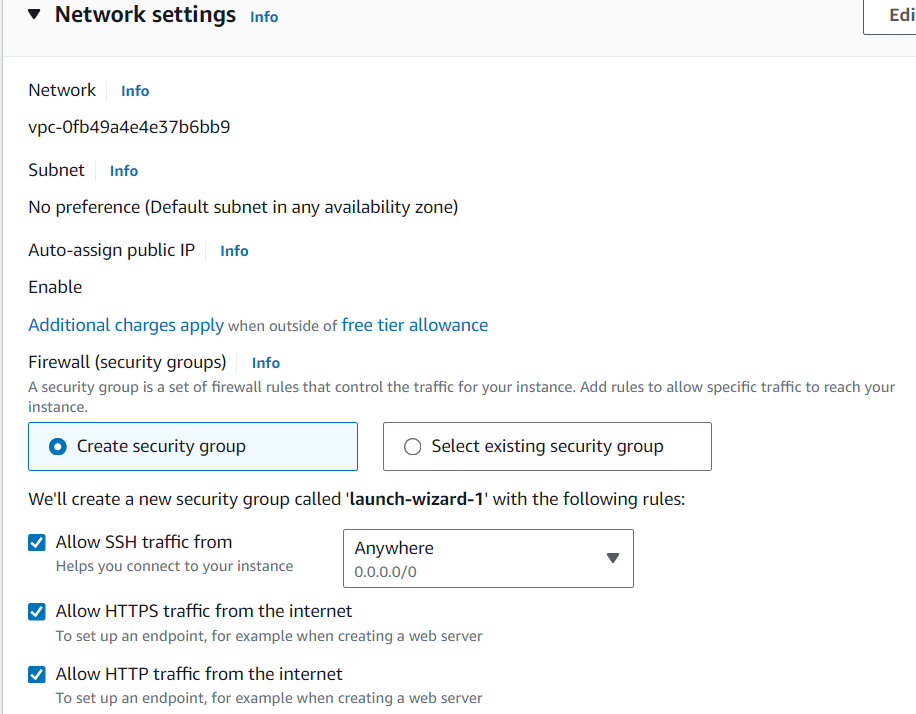 Network settings Info
Edi
Network Info
vpc-0fb49a4e4e37b6bb9
Subnet Info
No preference (Default subnet in any availability zone)
Auto-assign public IP Info
Enable
Additional charges apply when outside of free tier allowance
Firewall (security groups) Info
A security group is a set of firewall rules that control the traffic for your instance. Add rules to allow specific traffic to reach your
instance.
Create security group
Select existing security group
We'll create a new security group called 'launch-wizard-1' with the following rules:
Allow SSH traffic from
Helps you connect to your instance
Anywhere
0.0.0.0/0
Allow HTTPS traffic from the internet
To set up an endpoint, for example when creating a web server
Allow HTTP traffic from the internet
To set up an endpoint, for example when creating a web server